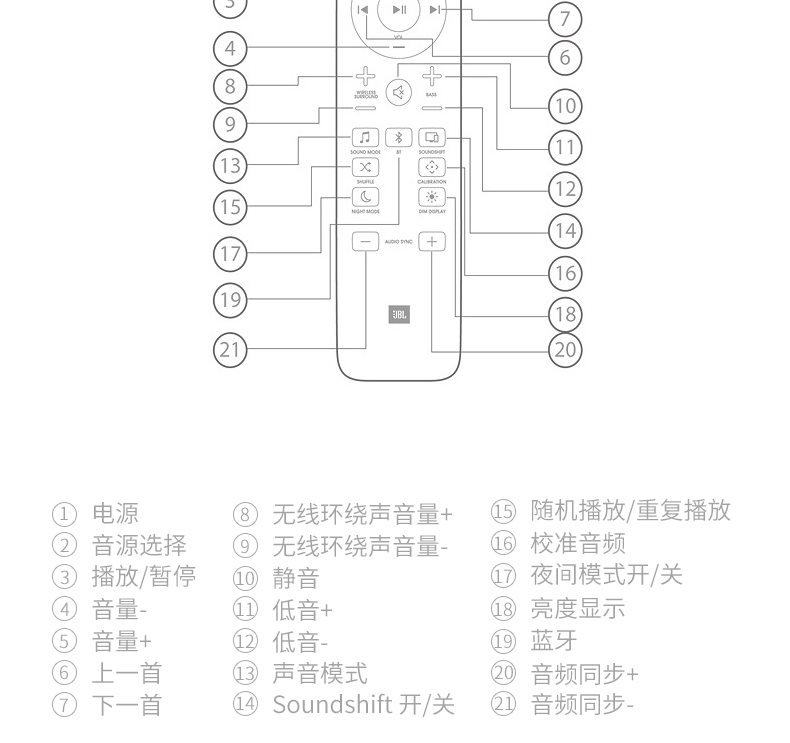 3
7
VOL
4
6
8
WIRELESS
SURROUND
BASS
10
9
11
13
SOUND MODE
BT
SOUNDSHIFT
12
15
SHUFFLE
CALIBRATION
14
NIGHT MODE
DIM DISPLAY
17
AUDIO SYNC
16
19
JBL
18
21
20
① 电源
② 音源选择
③ 播放/暂停
④ 音量-
⑤ 音量+
⑥ 上一首
⑦ 下一首
⑧ 无线环绕声音量+
⑨ 无线环绕声音量-
⑩ 静音
⑪ 低音+
⑫ 低音-
⑬ 声音模式
⑭ Soundshift 开/关
⑮ 随机播放/重复播放
⑯ 校准音频
⑰ 夜间模式开/关
⑱ 亮度显示
⑲ 蓝牙
⑳ 音频同步+
㉑ 音频同步-